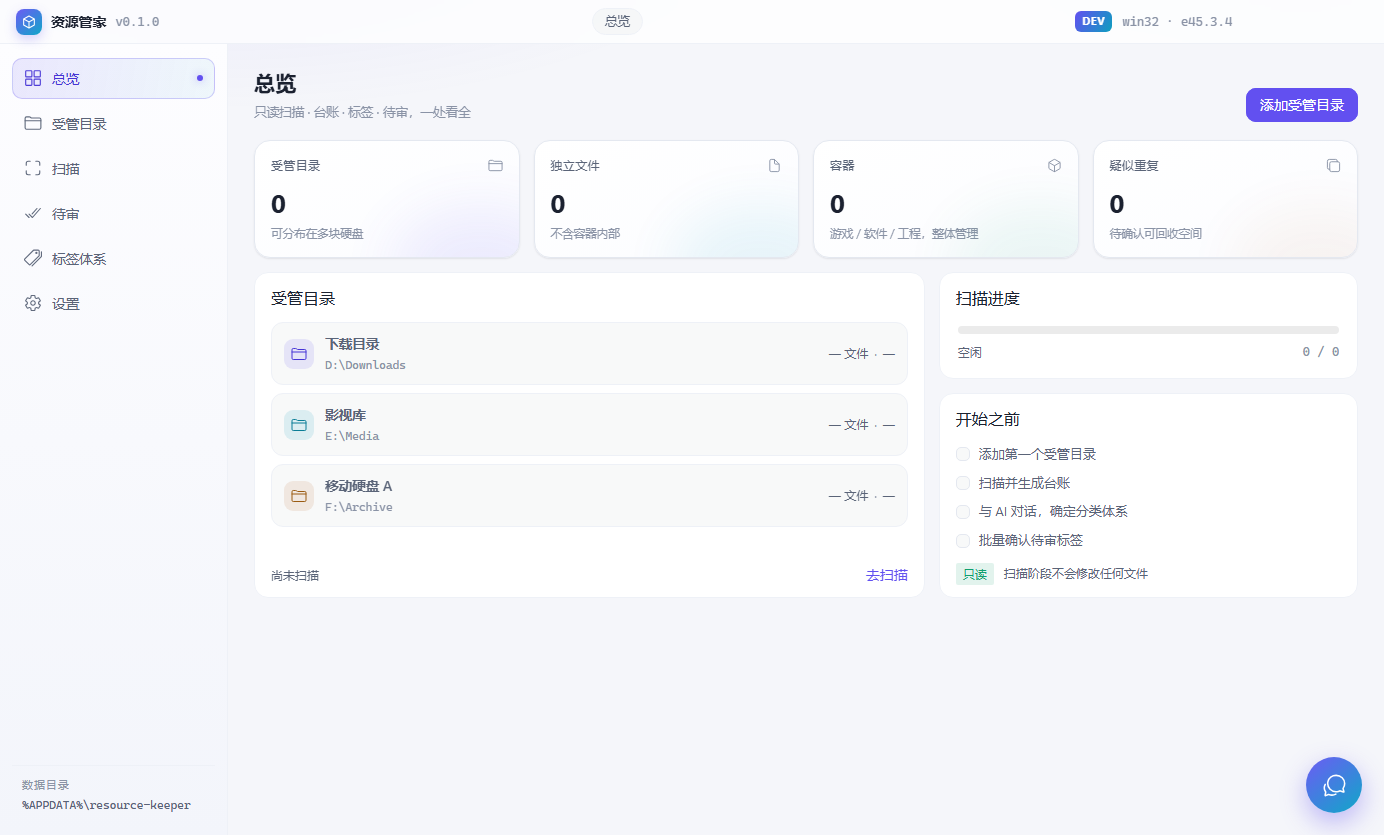 资源管家 v0.1.0
总览
DEV win32 · e45.3.4
总览
受管目录
扫描
待审
标签体系
设置
数据目录
%APPDATA%\resource-keeper
总览
只读扫描 · 台账 · 标签 · 待审，一处看全
添加受管目录
受管目录
0
可分布在多块硬盘
独立文件
0
不含容器内部
容器
0
游戏 / 软件 / 工程，整体管理
疑似重复
0
待确认可回收空间
受管目录
下载目录
D:\Downloads
— 文件 · —
影视库
E:\Media
— 文件 · —
移动硬盘 A
F:\Archive
— 文件 · —
尚未扫描
去扫描
扫描进度
空闲
0 / 0
开始之前
添加第一个受管目录
扫描并生成台账
与 AI 对话，确定分类体系
批量确认待审标签
只读 扫描阶段不会修改任何文件